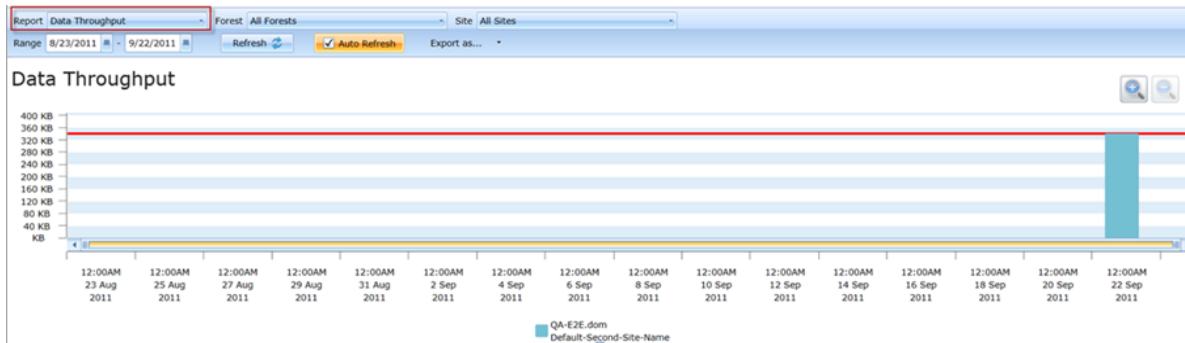 Report Data Throughput Forest All Forests Site All Sites
Range 8/23/2011 - 9/22/2011 Refresh Auto Refresh Export as...
Data Throughput
400 KB
360 KB
320 KB
280 KB
240 KB
200 KB
160 KB
120 KB
80 KB
40 KB
KB
12:00AM 12:00AM 12:00AM 12:00AM 12:00AM 12:00AM 12:00AM 12:00AM 12:00AM 12:00AM 12:00AM 12:00AM 12:00AM 12:00AM 12:00AM 12:00AM
23 Aug 25 Aug 27 Aug 29 Aug 31 Aug 2 Sep 4 Sep 6 Sep 8 Sep 10 Sep 12 Sep 14 Sep 16 Sep 18 Sep 20 Sep 22 Sep
2011 2011 2011 2011 2011 2011 2011 2011 2011 2011 2011 2011 2011 2011 2011 2011
QA-E2E.dom
Default-Second-Site-Name